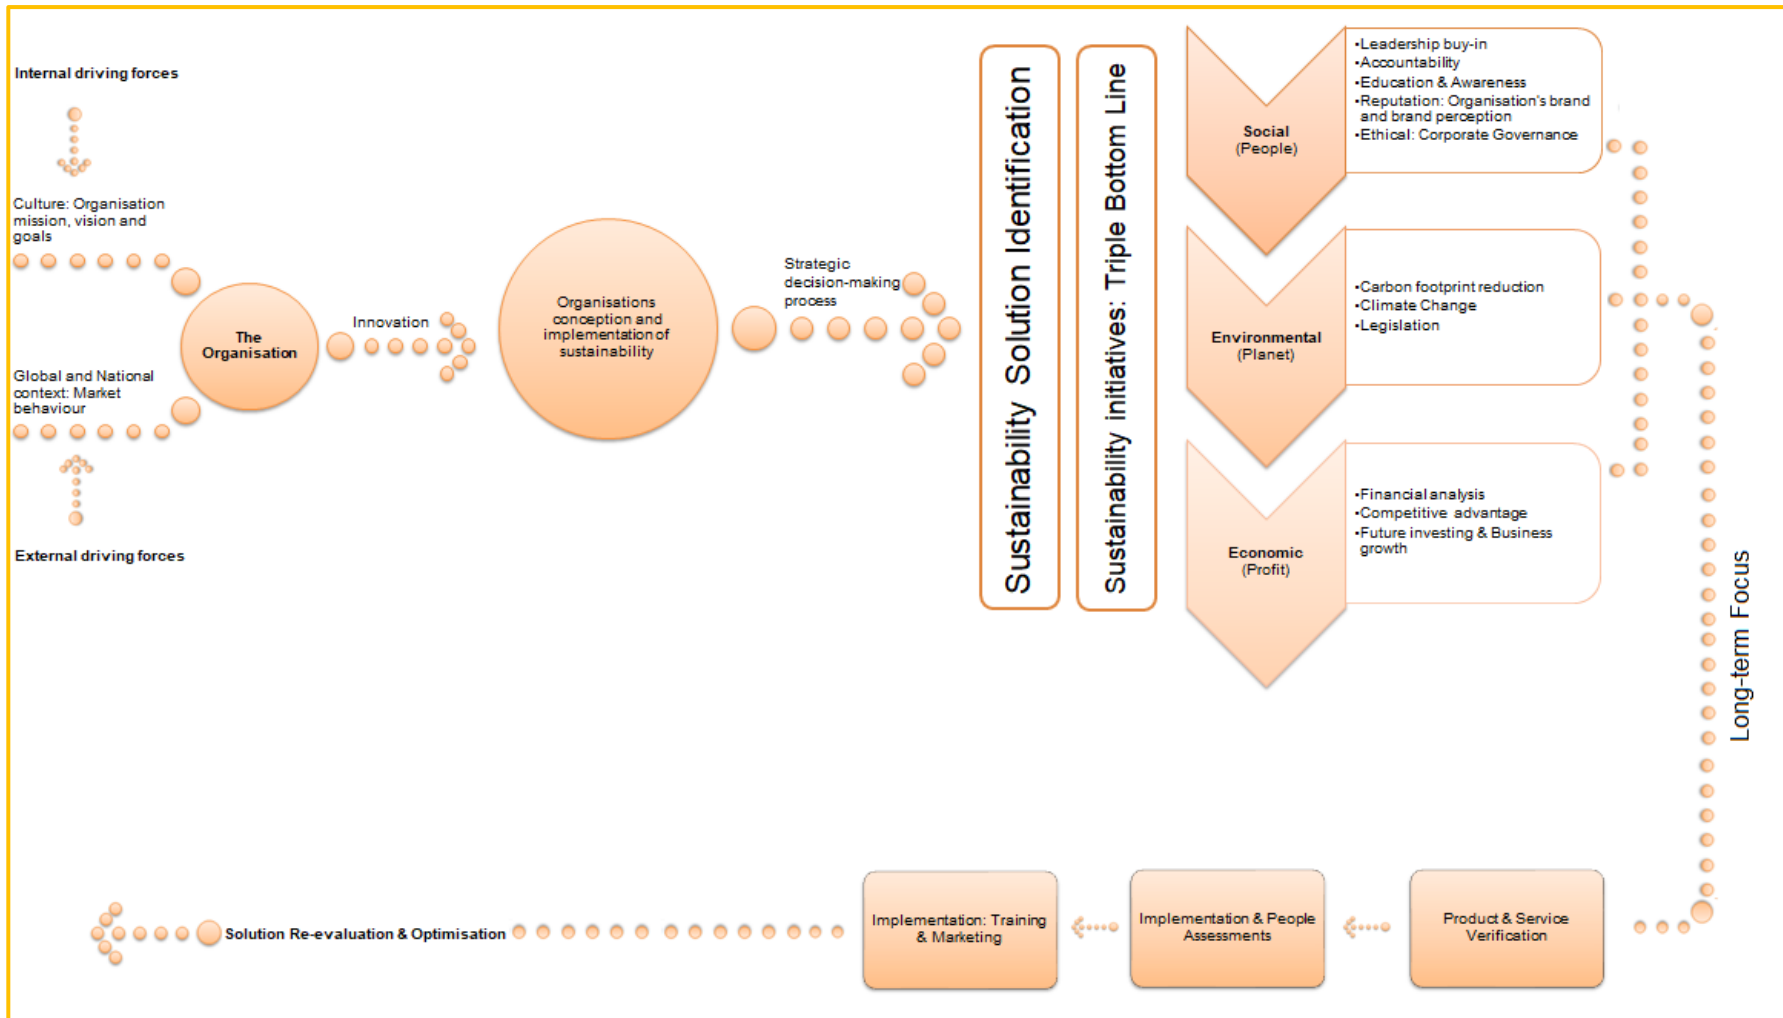 Internal driving forces
Culture: Organisation
mission, vision and
goals
The
Organisation
Global and National
context: Market
behaviour
External driving forces
Innovation
Organisations
conception and
implementation of
sustainability
Strategic
decision-making
process
Sustainability Solution Identification
Sustainability initiatives: Triple Bottom Line
Social
(People)
•Leadership buy-in
•Accountability
•Education & Awareness
•Reputation: Organisation's brand
and brand perception
•Ethical: Corporate Governance
Environmental
(Planet)
•Carbon footprint reduction
•Climate Change
•Legislation
Economic
(Profit)
•Financial analysis
•Competitive advantage
•Future investing & Business
growth
Long-term Focus
Product & Service
Verification
Implementation & People
Assessments
Implementation: Training
& Marketing
Solution Re-evaluation & Optimisation